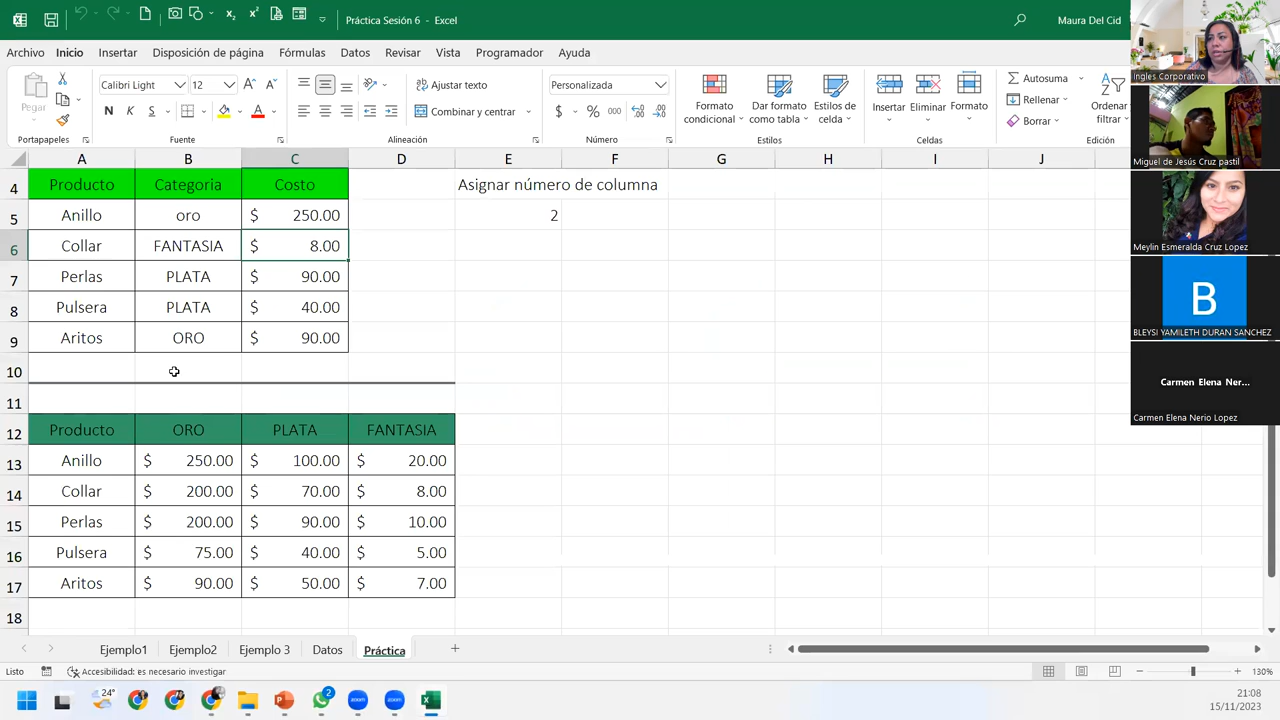 Práctica Sesión 6 - Excel
Maura Del Cid
Archivo Inicio Insertar Disposición de página Fórmulas Datos Revisar Vista Programador Ayuda
Pegar
Calibri Light 12
N K S
Ajustar texto
Combinar y centrar
Personalizada
$ % 000
Formato condicional
Dar formato como tabla
Estilos de celda
Insertar Eliminar Formato
Autosuma
Rellenar
Borrar
Ordenar filtrar
Portapapeles Fuente Alineación Número Estilos Celdas Edición
A B C D E F G H I J
4 Producto Categoria Costo Asignar número de columna
5 Anillo oro $ 250.00 2
6 Collar FANTASIA $ 8.00
7 Perlas PLATA $ 90.00
8 Pulsera PLATA $ 40.00
9 Aritos ORO $ 90.00
10
11
12 Producto ORO PLATA FANTASIA
13 Anillo $ 250.00 $ 100.00 $ 20.00
14 Collar $ 200.00 $ 70.00 $ 8.00
15 Perlas $ 200.00 $ 90.00 $ 10.00
16 Pulsera $ 75.00 $ 40.00 $ 5.00
17 Aritos $ 90.00 $ 50.00 $ 7.00
18
Ejemplo1 Ejemplo2 Ejemplo 3 Datos Práctica
Listo Accesibilidad: es necesario investigar 130%
24° 2 zoom zoom
21:08
15/11/2023
Ingles Corporativo
Miguel de Jesús Cruz pastil
Meylin Esmeralda Cruz Lopez
B
BLEYSI YAMILETH DURAN SANCHEZ
Carmen Elena Ner...
Carmen Elena Nerio Lopez